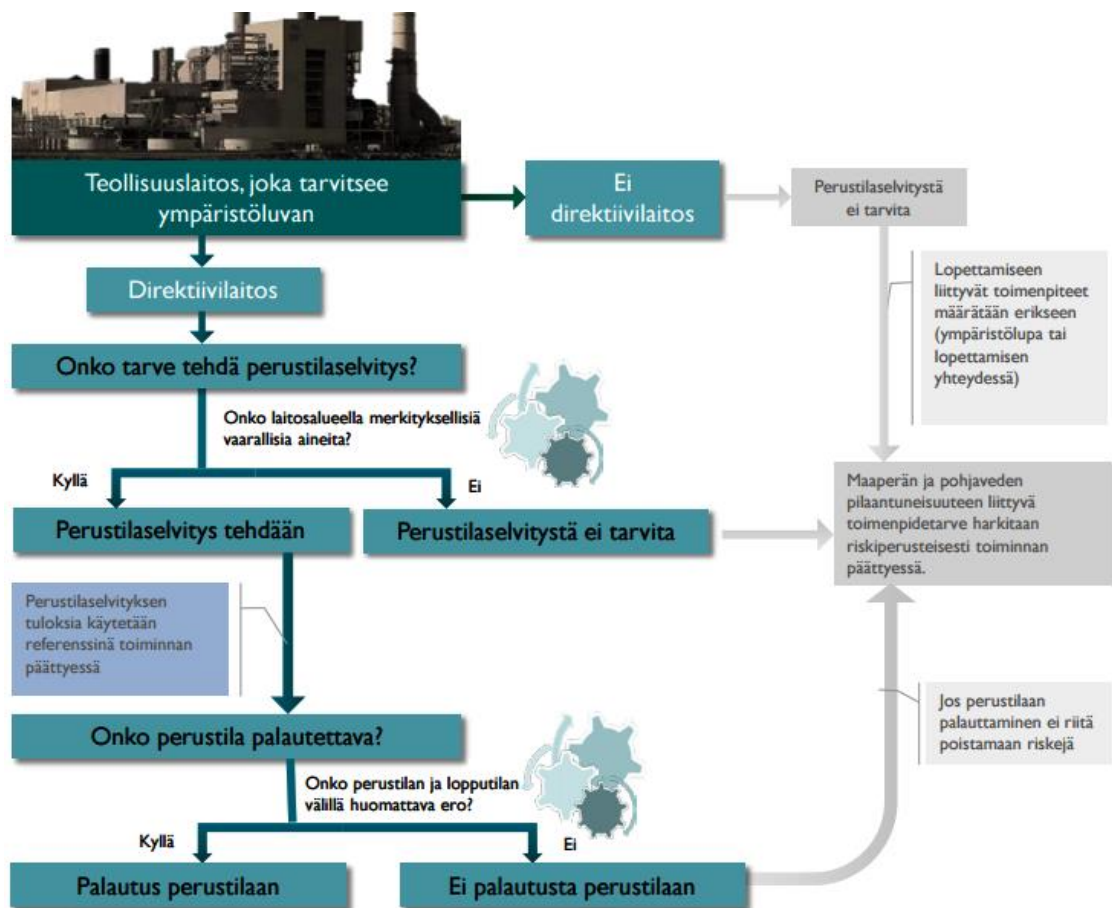 Teollisuuslaitos, joka tarvitsee
ympäristöluvan
Ei
direktiivilaitos
Perustilaselvitystä
ei tarvita
Lopettamiseen
liittyvät toimenpiteet
määrätään erikseen
(ympäristölupa tai
lopettamisen
yhteydessä)
Direktiivilaitos
Onko tarve tehdä perustilaselvitys?
Onko laitosalueella merkityksellisiä
vaarallisia aineita?
Kyllä
Ei
Perustilaselvitys tehdään
Perustilaselvitystä ei tarvita
Maaperän ja pohjaveden
pilaantuneisuuteen liittyvä
toimenpidetarve harkitaan
riskiperusteisesti toiminnan
päättyessä.
Perustilaselvityksen
tuloksia käytetään
referenssinä toiminnan
päättyessä
Onko perustila palautettava?
Jos perustilaan
palauttaminen ei riitä
poistamaan riskejä
Onko perustilan ja lopputilan
välillä huomattava ero?
Kyllä
Ei
Palautus perustilaan
Ei palautusta perustilaan